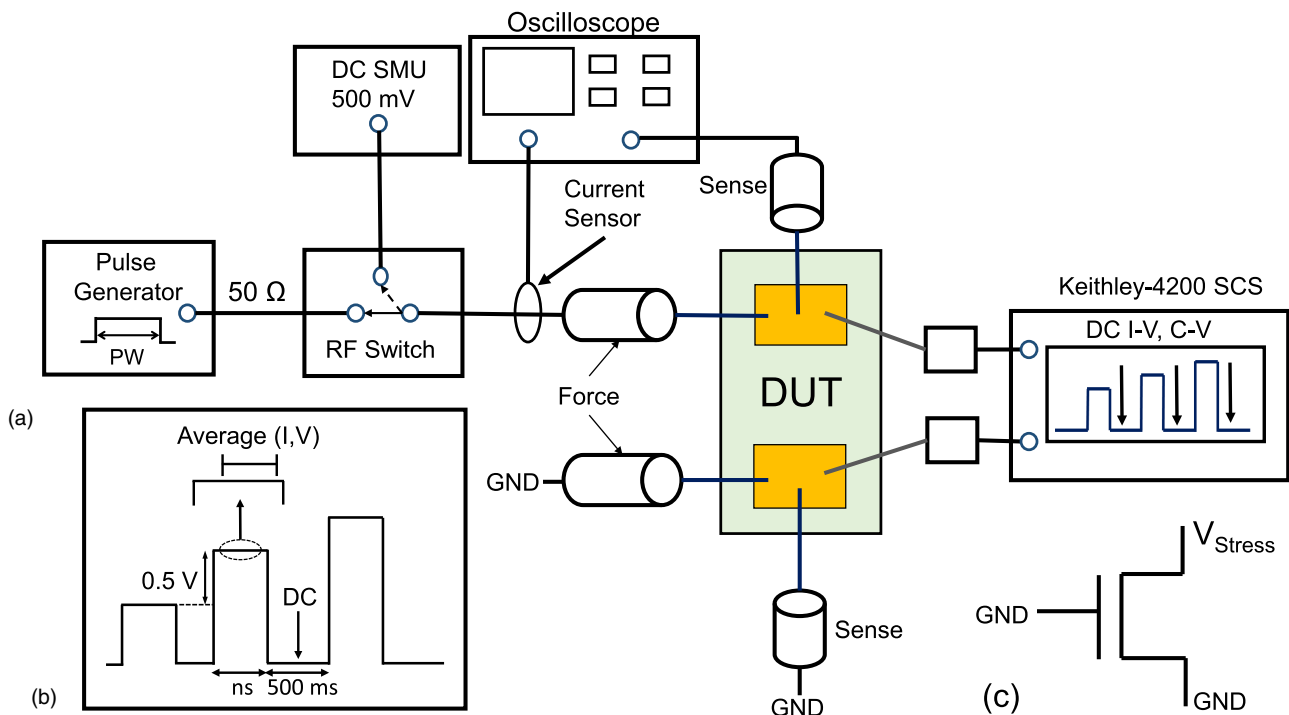 Oscilloscope
DC SMU
500 mV
Sense
Current
Sensor
Pulse
Generator
50 Ω
PW
RF Switch
Keithley-4200 SCS
DC I-V, C-V
DUT
Force
GND
(a)
Average (I,V)
0.5 V
DC
ns
500 ms
(b)
Sense
GND
V_Stress
GND
GND
(c)